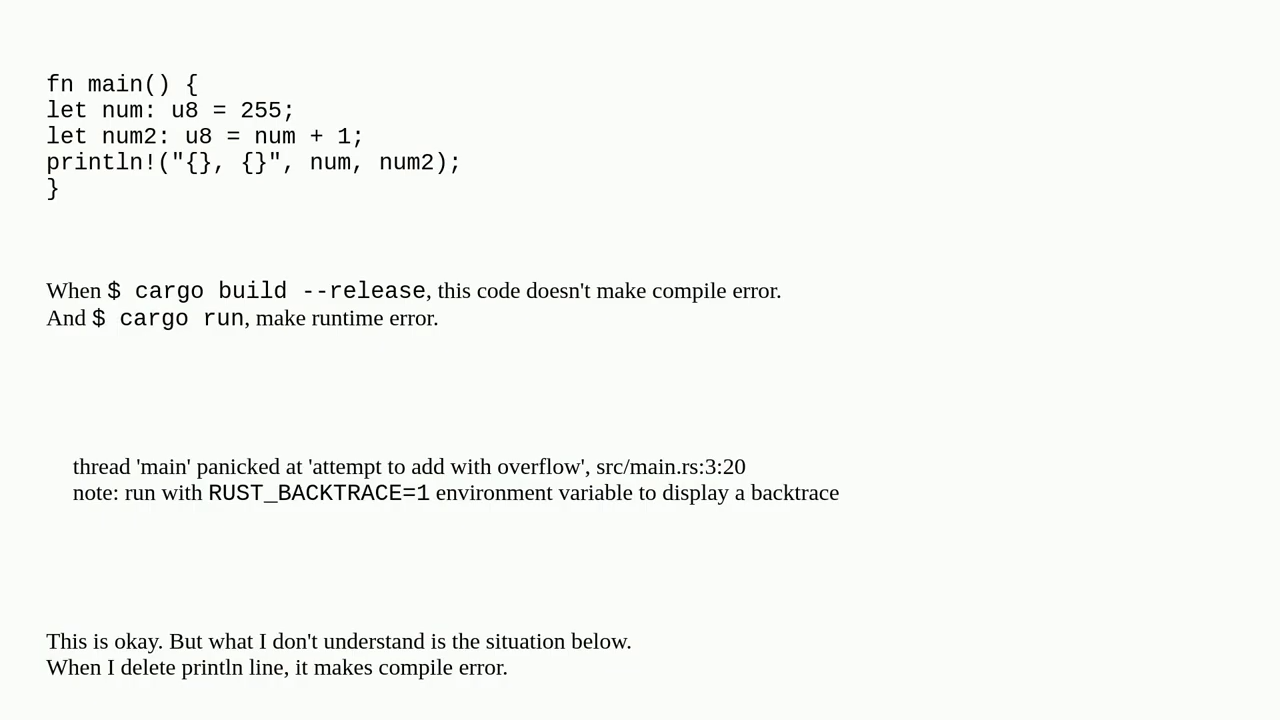 fn main() {
let num: u8 = 255;
let num2: u8 = num + 1;
println!("{}, {}", num, num2);
}
When $ cargo build --release, this code doesn't make compile error.
And $ cargo run, make runtime error.
thread 'main' panicked at 'attempt to add with overflow', src/main.rs:3:20
note: run with RUST_BACKTRACE=1 environment variable to display a backtrace
This is okay. But what I don't understand is the situation below.
When I delete println line, it makes compile error.